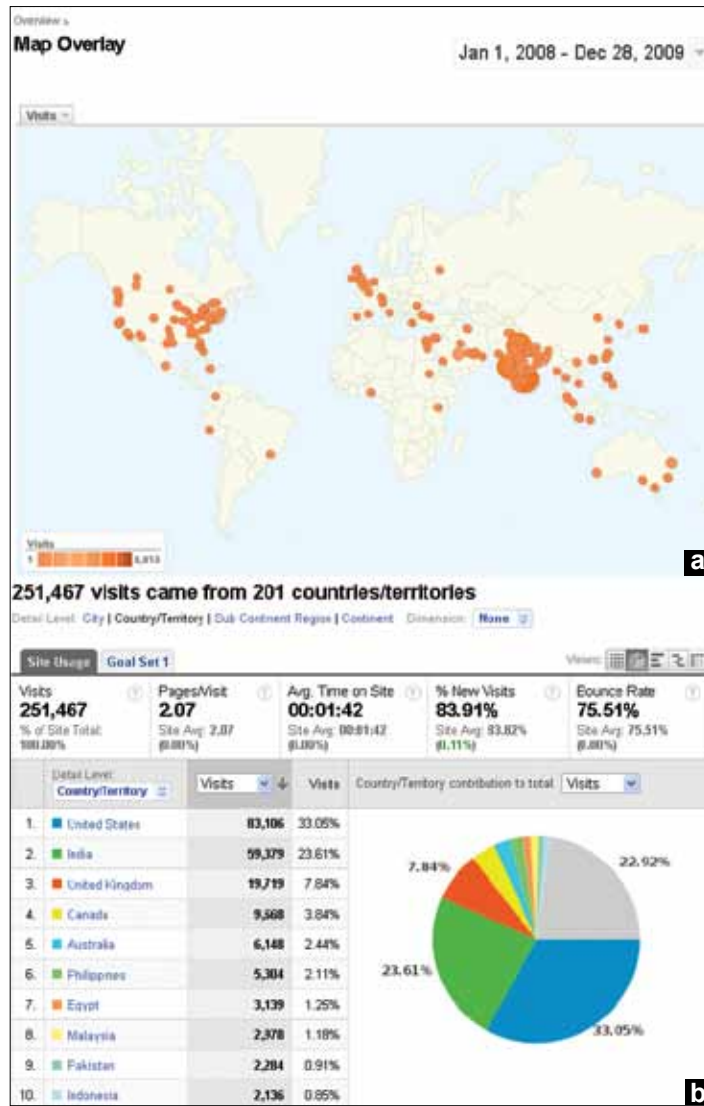 Overview »
Map Overlay
Jan 1, 2008 - Dec 28, 2009
Visits
Visits
1
a
251,467 visits came from 201 countries/territories
Detail Level: City | Country/Territory | Sub Continent Region | Continent Dimension: None
Site Usage Goal Set 1 Views:
Visits
251,467
% of Site Total:
100.00%
Pages/Visit
2.07
Site Avg: 2.07
(0.00%)
Avg. Time on Site
00:01:42
Site Avg: 00:01:42
(0.00%)
% New Visits
83.91%
Site Avg: 83.82%
(0.11%)
Bounce Rate
75.51%
Site Avg: 75.51%
(0.00%)
Detail Level:
Country/Territory
Visits
Visits
Country/Territory contribution to total: Visits
1. United States 83,106 33.05%
2. India 59,379 23.61%
3. United Kingdom 19,719 7.84%
4. Canada 9,668 3.84%
5. Australia 6,148 2.44%
6. Philippines 5,304 2.11%
7. Egypt 3,139 1.25%
8. Malaysia 2,978 1.18%
9. Pakistan 2,284 0.91%
10. Indonesia 2,136 0.85%
7.84%
22.92%
23.61%
33.05%
b